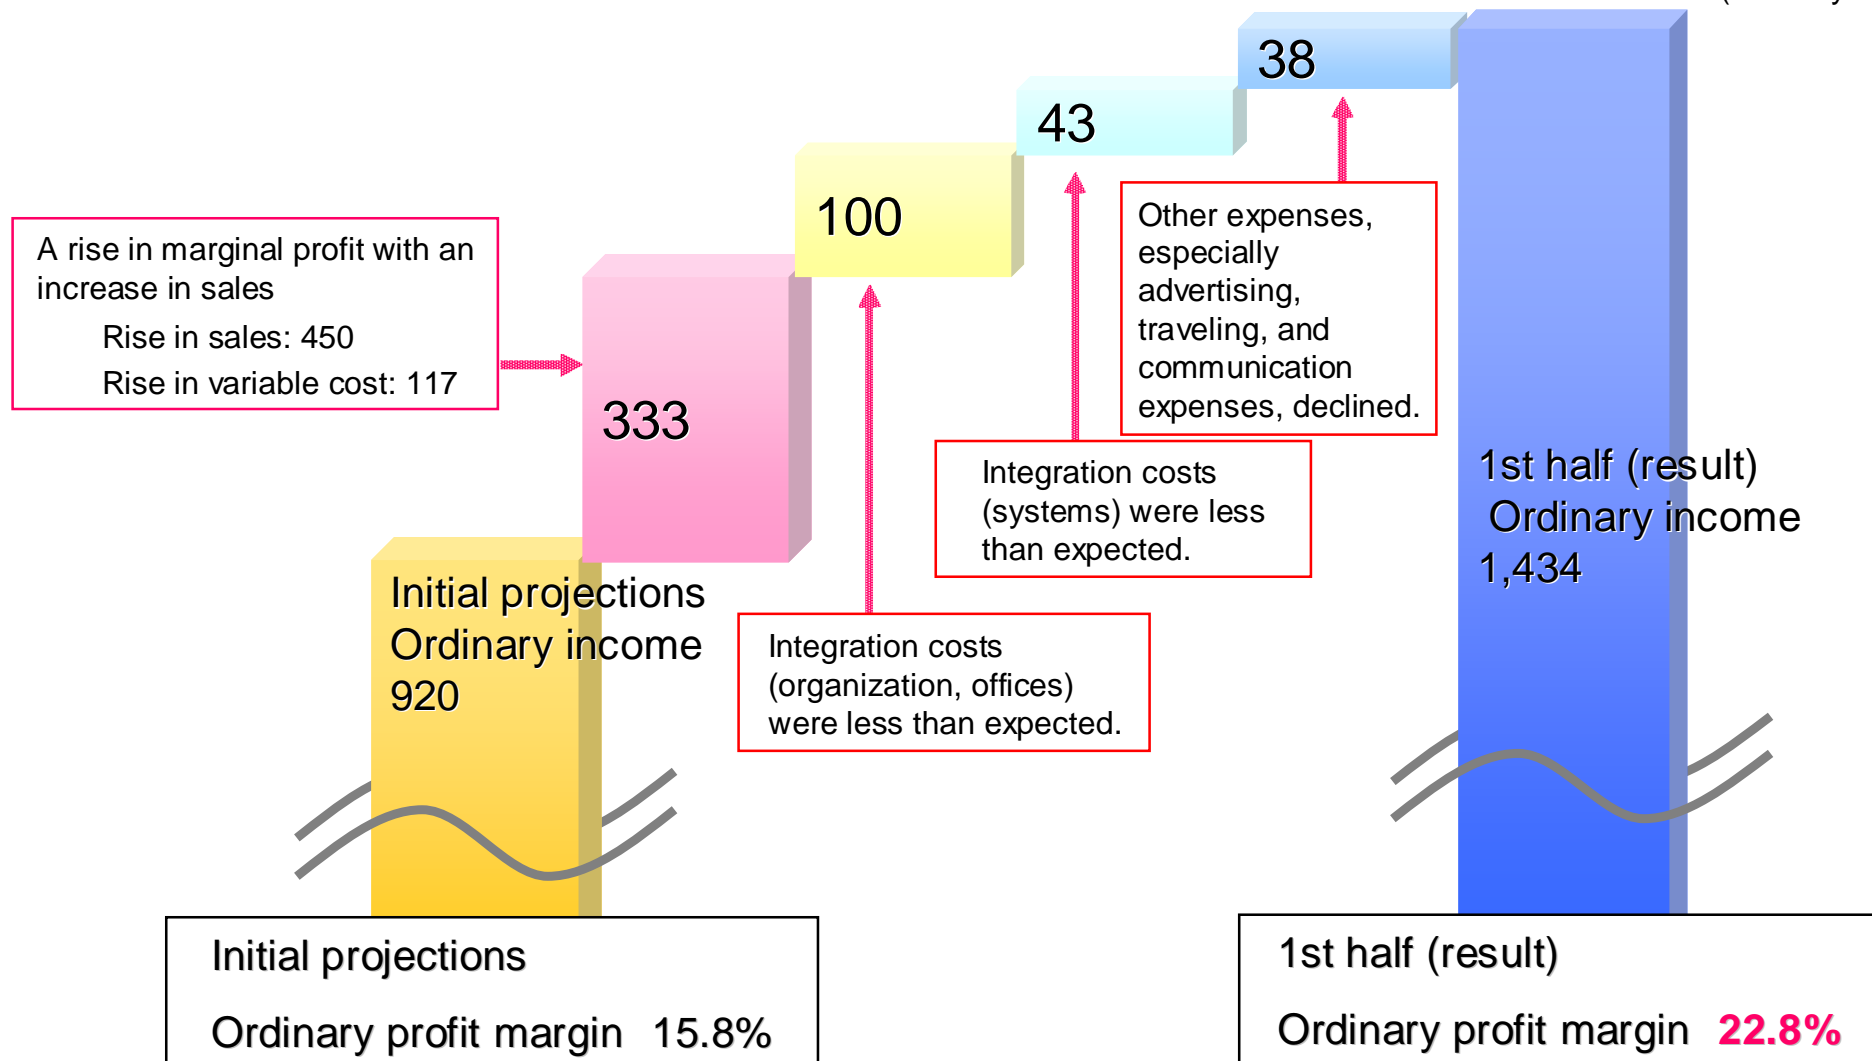 38
43
100
Other expenses,
especially
advertising,
traveling, and
communication
expenses, declined.
A rise in marginal profit with an
increase in sales
Rise in sales: 450
Rise in variable cost: 117
333
Integration costs
(systems) were less
than expected.
1st half (result)
Ordinary income
1,434
Initial projections
Ordinary income
920
Integration costs
(organization, offices)
were less than expected.
Initial projections
Ordinary profit margin 15.8%
1st half (result)
Ordinary profit margin 22.8%